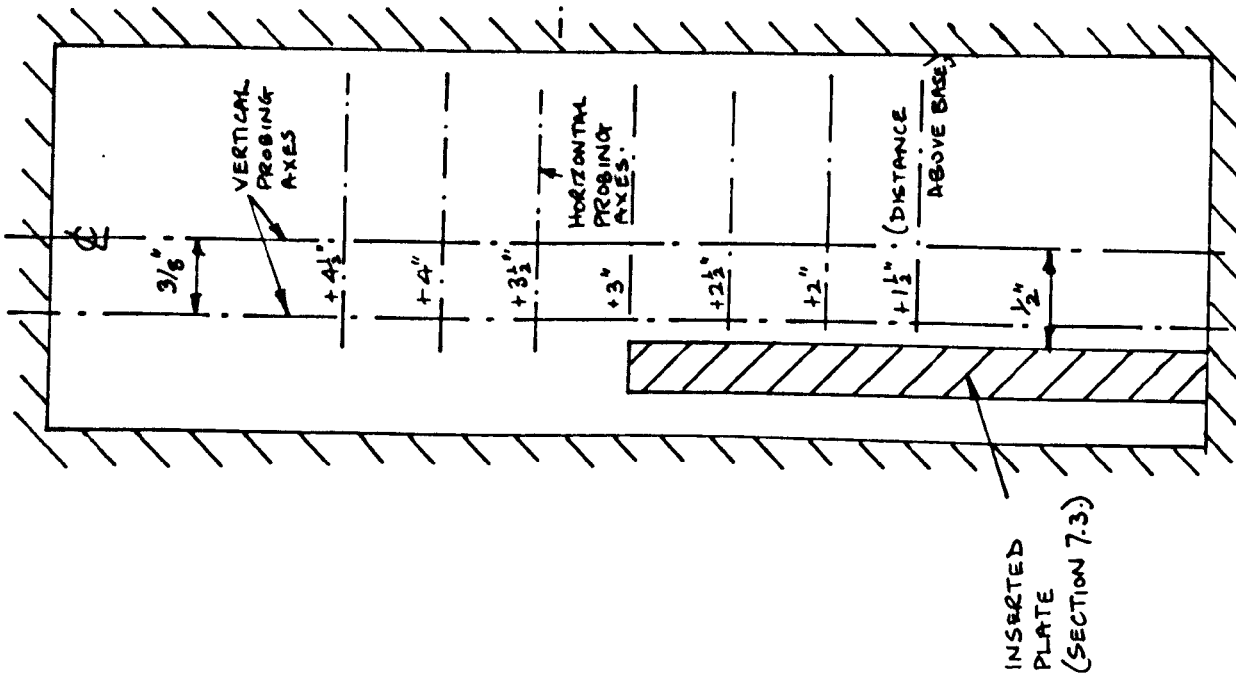 ℄
3/8"
VERTICAL
PROBING
AXES
+4½"
+4"
+3½"
HORIZONTAL
PROBING
AXES.
+3"
+2½"
+2"
+1½"
(DISTANCE
ABOVE BASE)
½"
INSERTED
PLATE
(SECTION 7.3.)